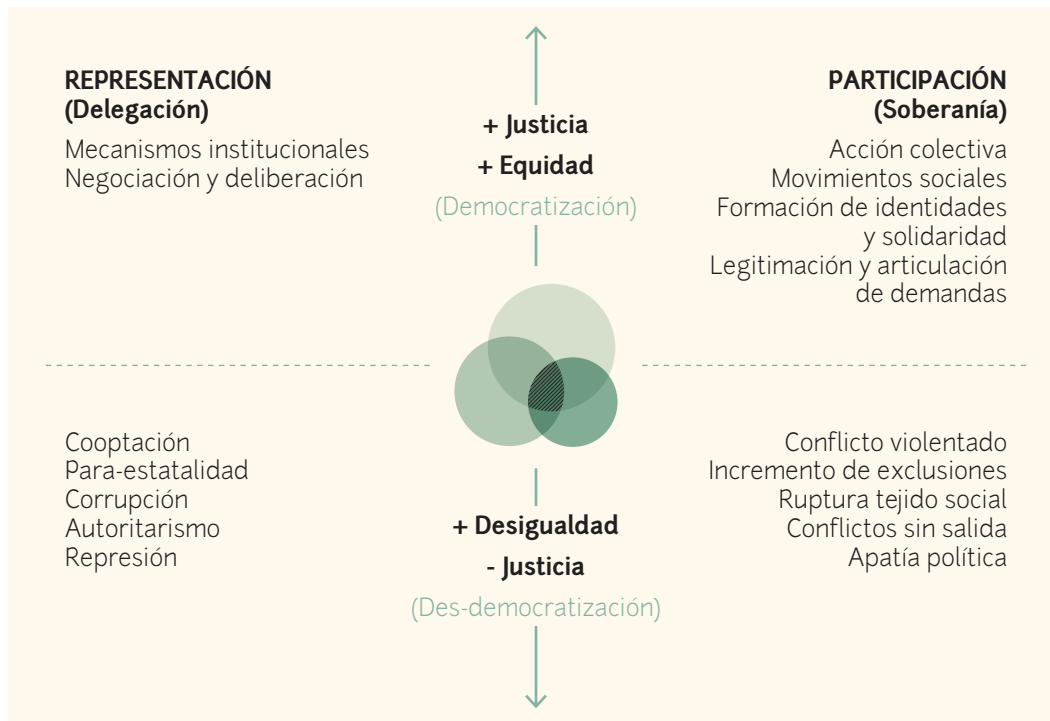 REPRESENTACIÓN
(Delegación)
Mecanismos institucionales
Negociación y deliberación
+ Justicia
+ Equidad
(Democratización)
PARTICIPACIÓN
(Soberanía)
Acción colectiva
Movimientos sociales
Formación de identidades
y solidaridad
Legitimación y articulación
de demandas
Cooptación
Para-estatalidad
Corrupción
Autoritarismo
Represión
+ Desigualdad
- Justicia
(Des-democratización)
Conflicto violentado
Incremento de exclusiones
Ruptura tejido social
Conflictos sin salida
Apatía política